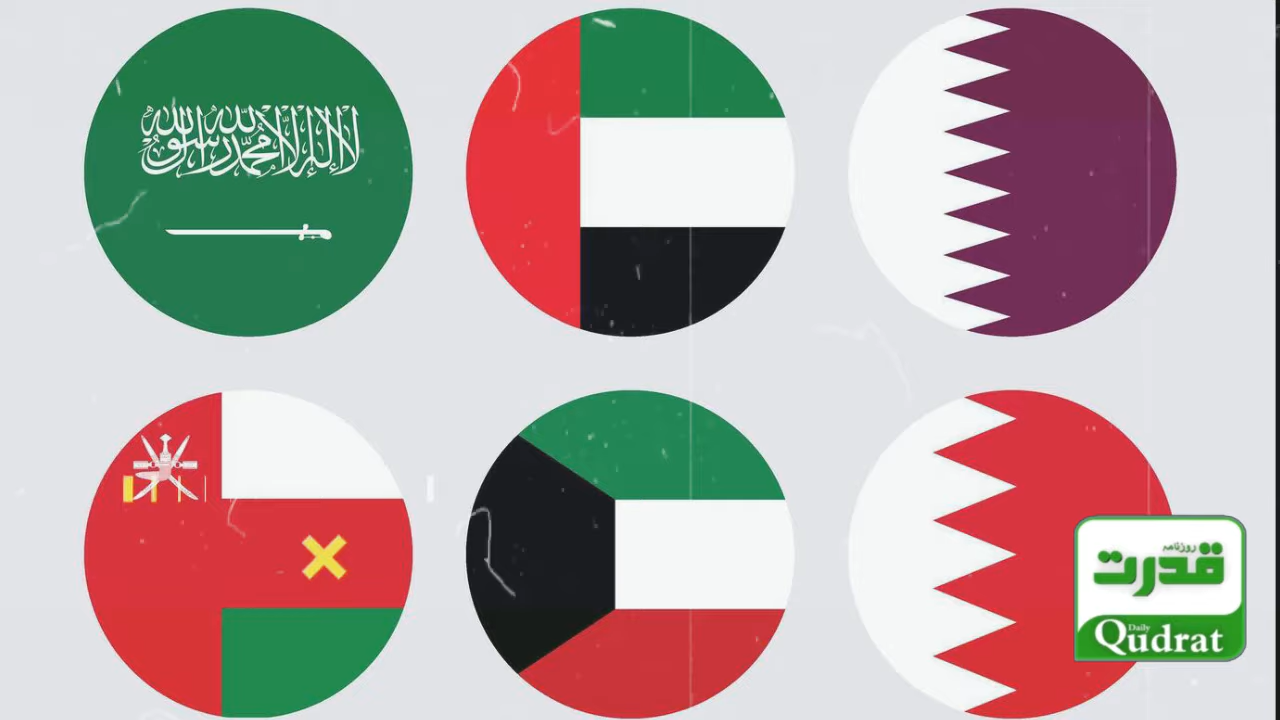 لا إله إلا الله محمد رسول الله
روزنامہ
قدرت
Daily
Qudrat